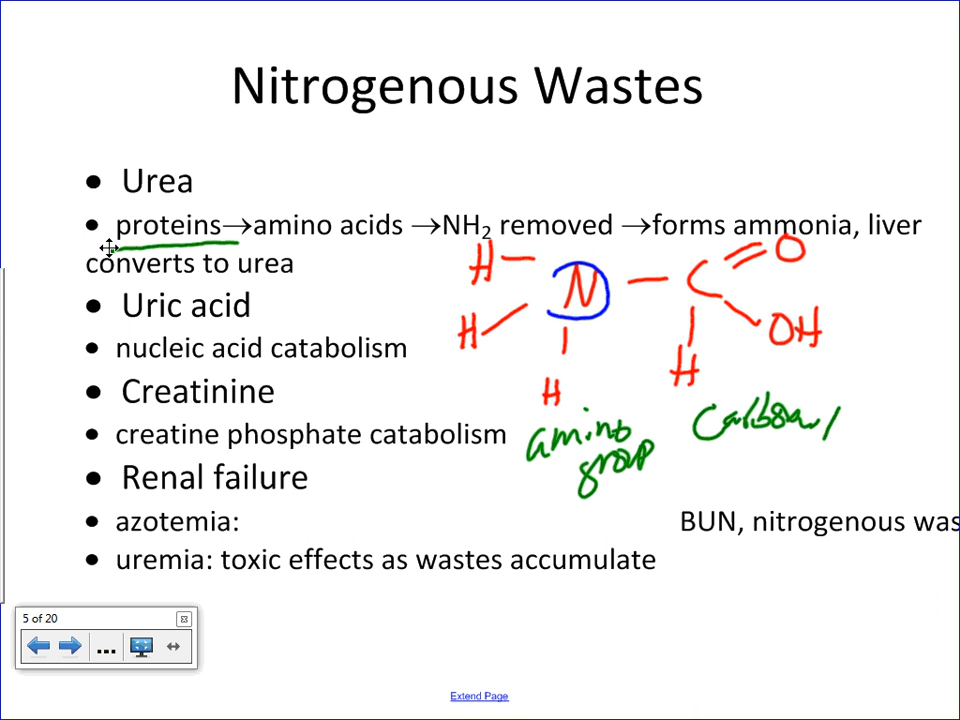 Nitrogenous Wastes
• Urea
• proteins→amino acids →NH₂ removed →forms ammonia, liver
converts to urea
H N C O
H OH
H H
• Uric acid
• nucleic acid catabolism
• Creatinine
• creatine phosphate catabolism
amino
group
• Renal failure
• azotemia: BUN, nitrogenous was
• uremia: toxic effects as wastes accumulate
5 of 20
...
Extend Page